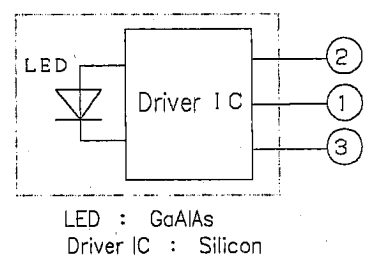 2
LED
Driver IC
1
3
LED : GaAlAs
Driver IC : Silicon